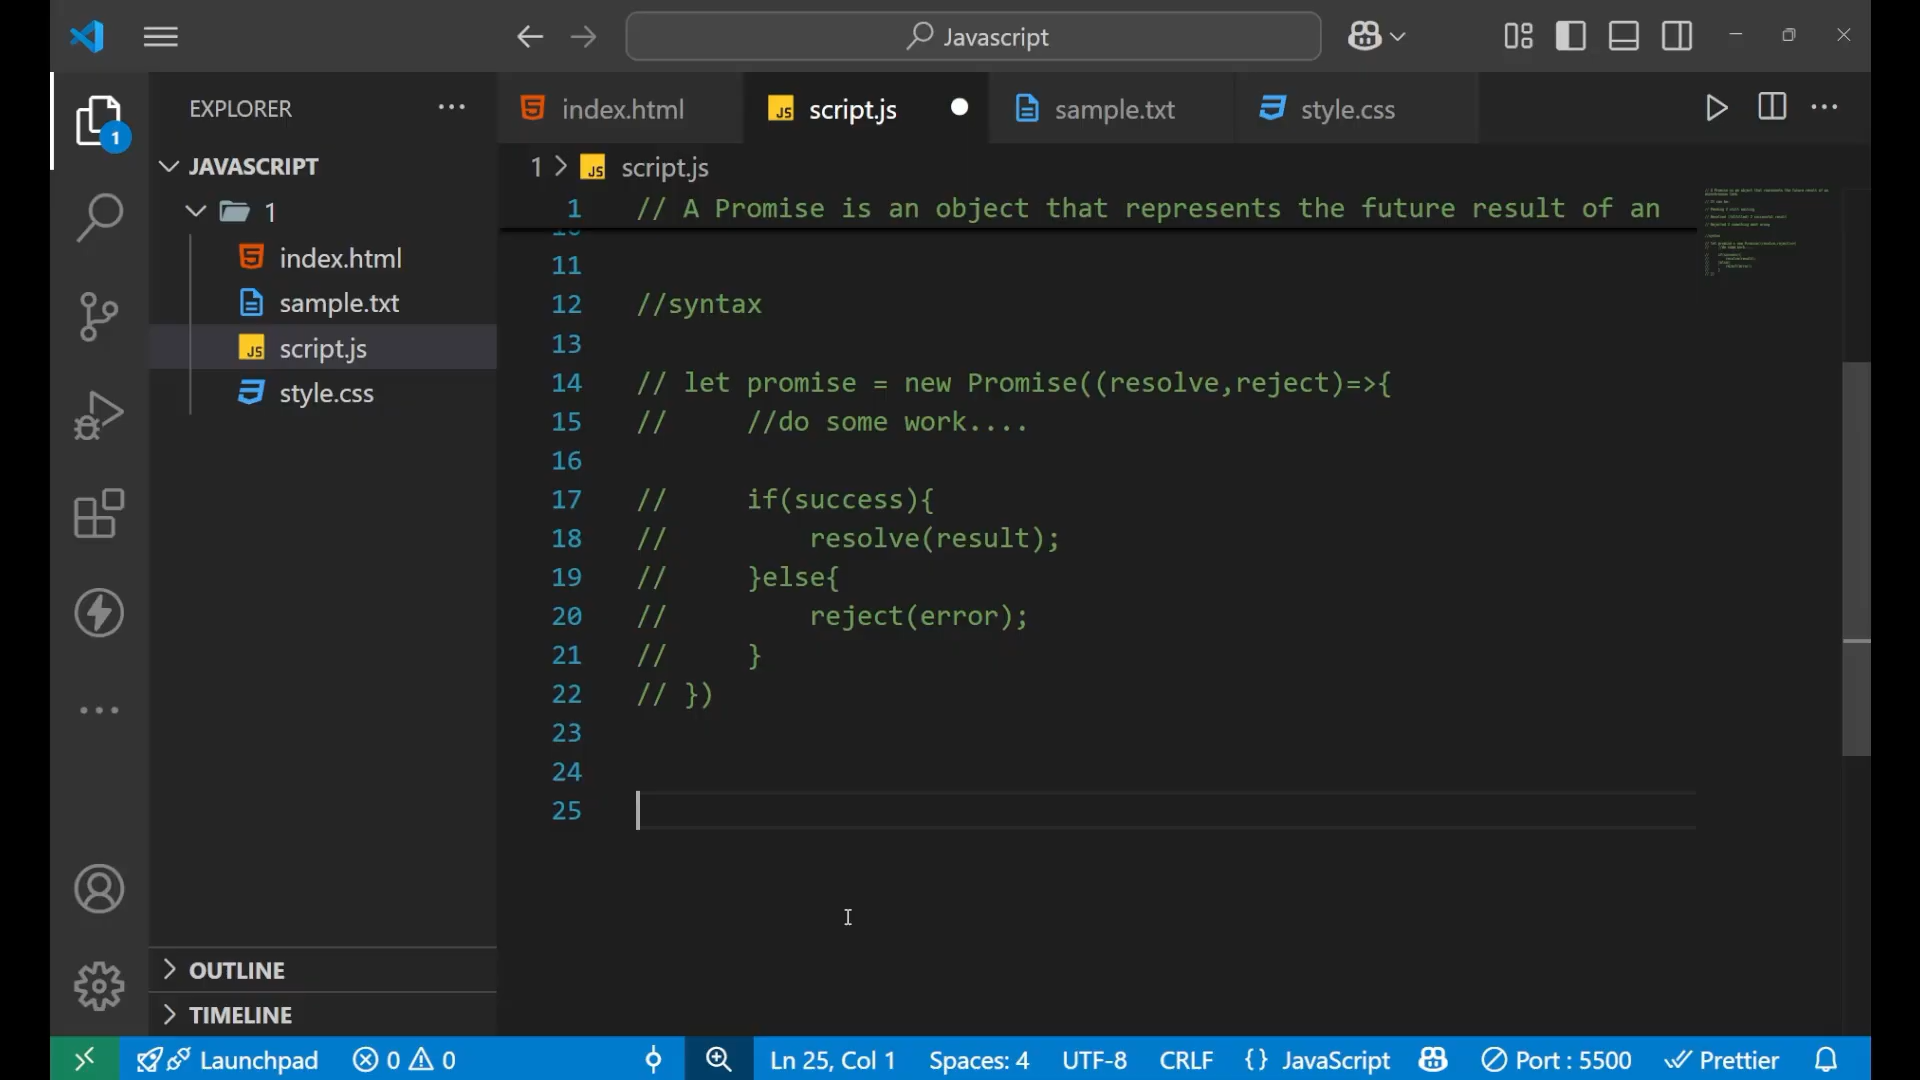 Javascript
EXPLORER
JAVASCRIPT
1
index.html
sample.txt
script.js
style.css
OUTLINE
TIMELINE
index.html
script.js
sample.txt
style.css
1 > script.js
1 // A Promise is an object that represents the future result of an
11
12 //syntax
13
14 // let promise = new Promise((resolve,reject)=>{
15 //     //do some work....
16
17 //     if(success){
18 //         resolve(result);
19 //     }else{
20 //         reject(error);
21 //     }
22 // })
23
24
25
1
Launchpad 0 0 Ln 25, Col 1 Spaces: 4 UTF-8 CRLF {} JavaScript Port : 5500 Prettier